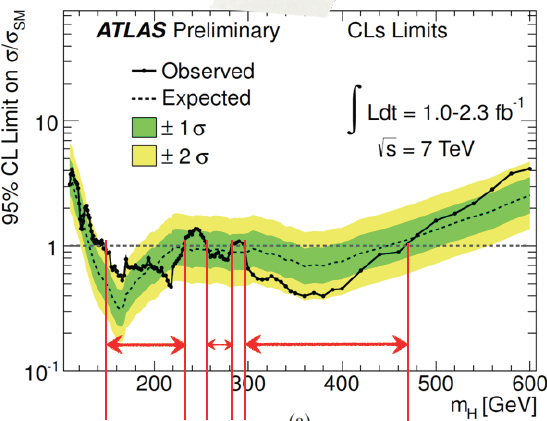 ATLAS Preliminary CLs Limits
Observed
Expected
± 1 σ
± 2 σ
∫ Ldt = 1.0-2.3 fb⁻¹
√s = 7 TeV
95% CL Limit on σ/σSM
10
1
10⁻¹
200 300 400 500 600
mH [GeV]
(a)